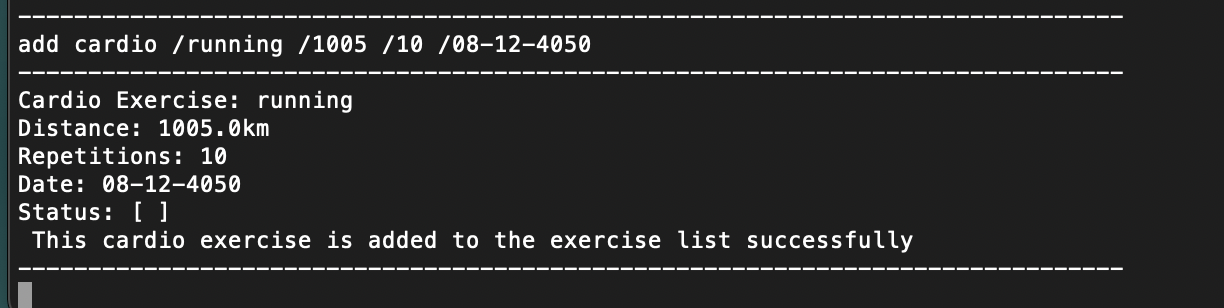 --------------------------------------------------------------------------------
add cardio /running /1005 /10 /08-12-4050
--------------------------------------------------------------------------------
Cardio Exercise: running
Distance: 1005.0km
Repetitions: 10
Date: 08-12-4050
Status: [ ]
 This cardio exercise is added to the exercise list successfully
--------------------------------------------------------------------------------